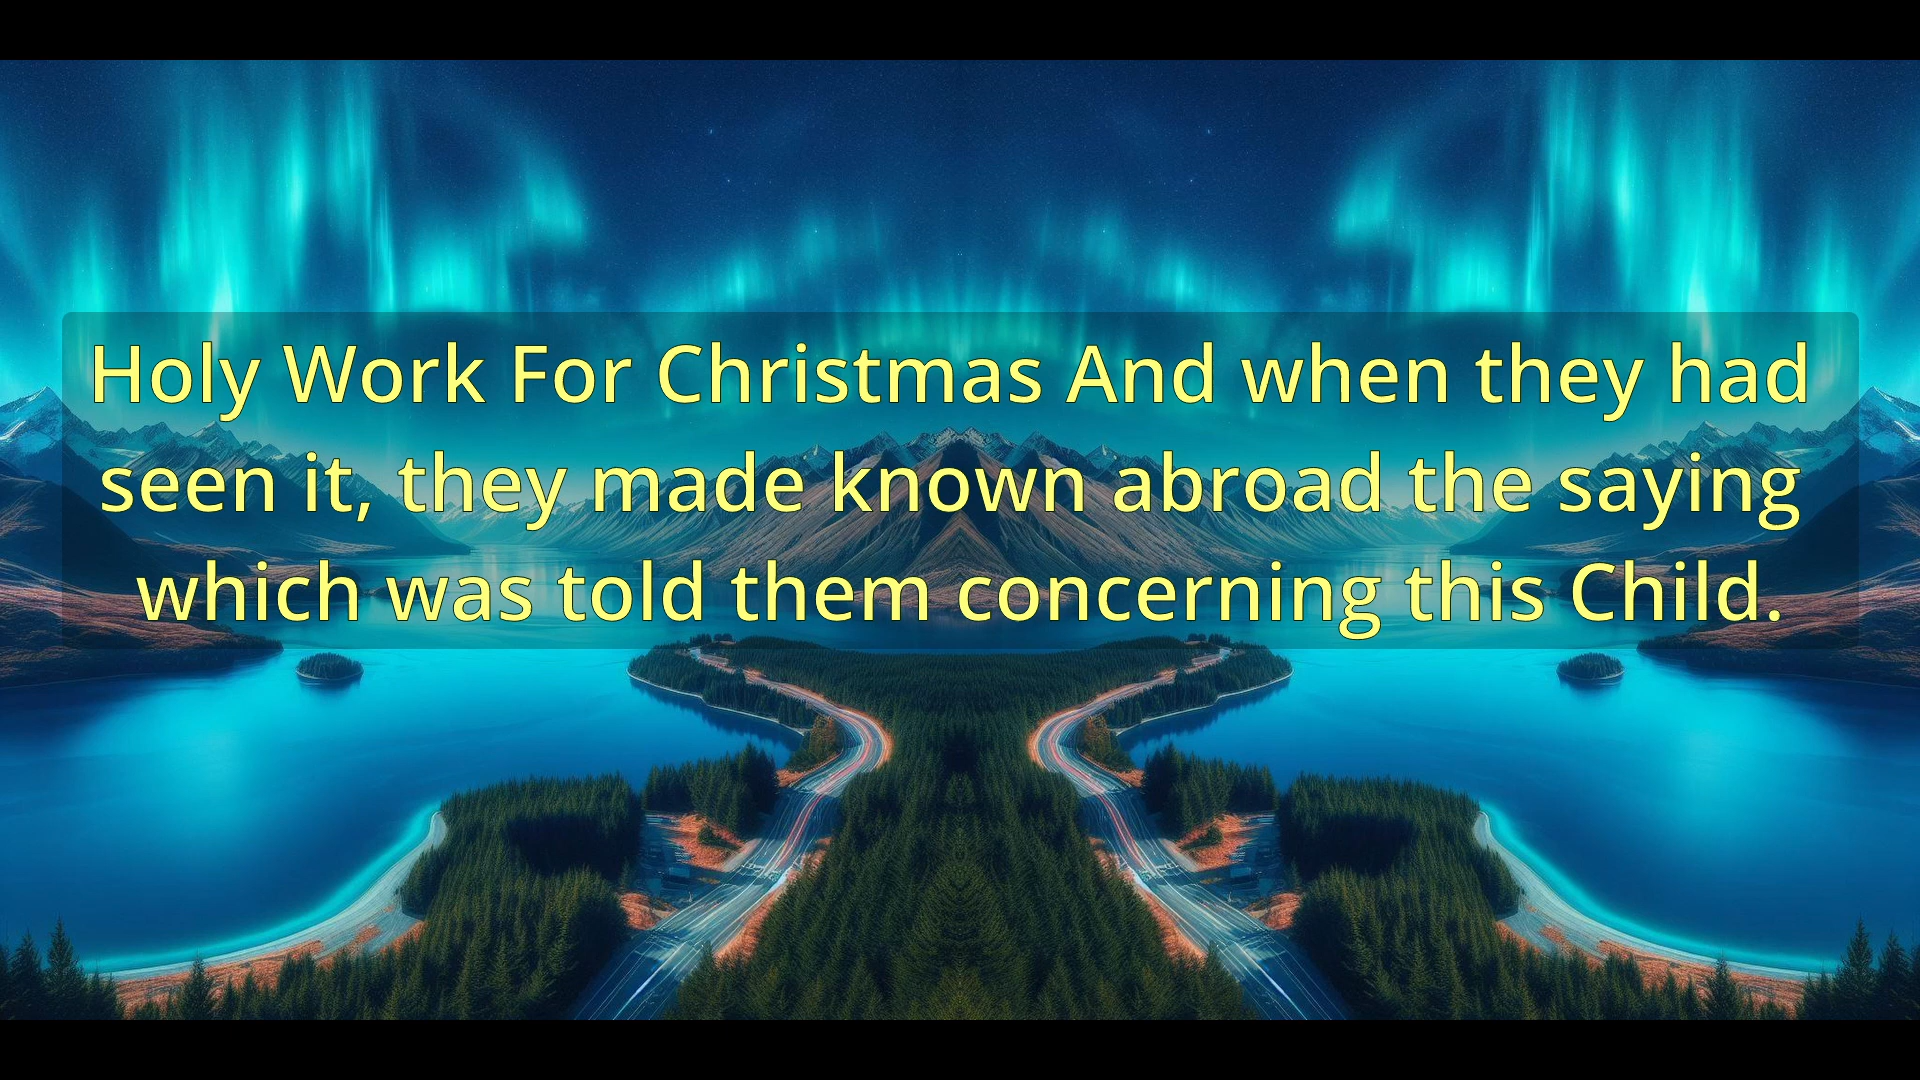 Holy Work For Christmas And when they had
seen it, they made known abroad the saying
which was told them concerning this Child.